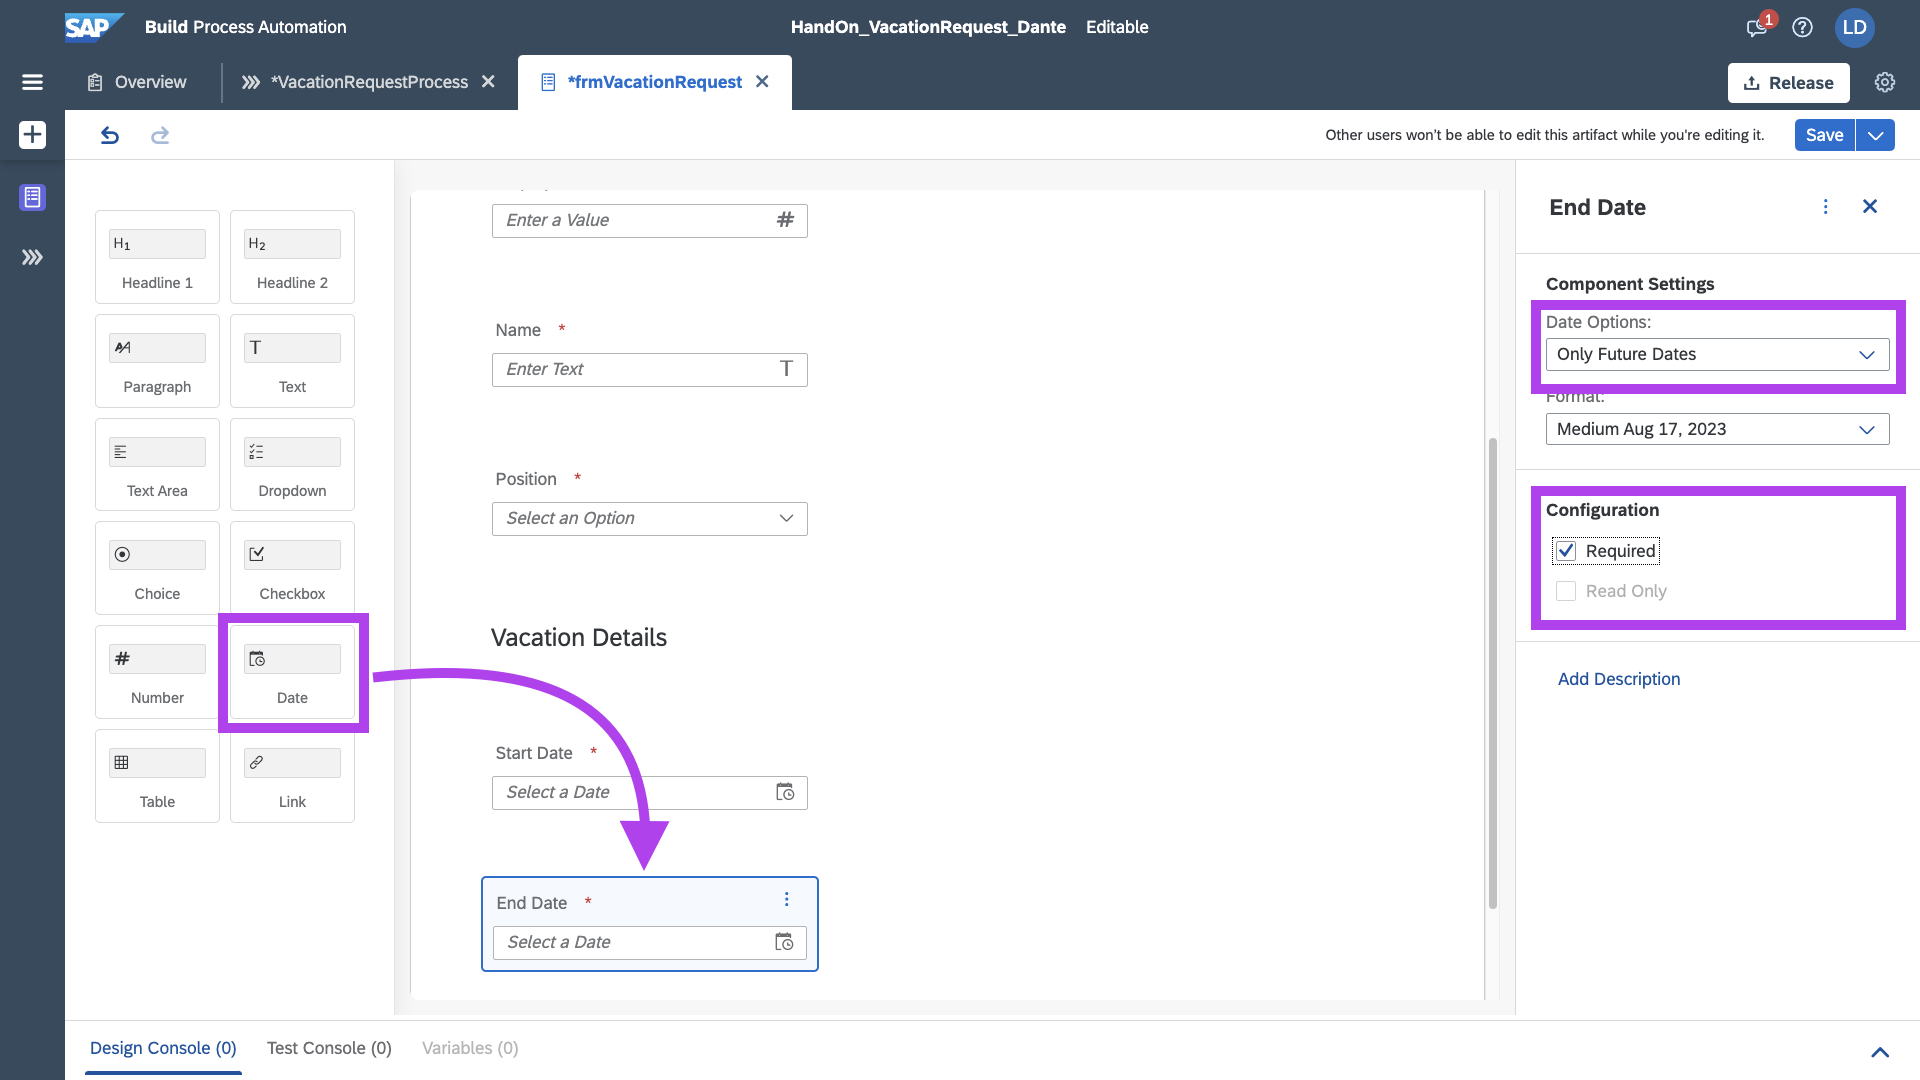 SAP Build Process Automation
HandOn_VacationRequest_Dante Editable
1
LD
Overview
*VacationRequestProcess
*frmVacationRequest
Release
Other users won't be able to edit this artifact while you're editing it.
Save
H1
Headline 1
H2
Headline 2
Paragraph
T
Text
Text Area
Dropdown
Choice
Checkbox
#
Number
Date
Table
Link
Enter a Value #
Name *
Enter Text T
Position *
Select an Option
Vacation Details
Start Date *
Select a Date
End Date *
Select a Date
End Date
Component Settings
Date Options:
Only Future Dates
Format:
Medium Aug 17, 2023
Configuration
Required
Read Only
Add Description
Design Console (0) Test Console (0) Variables (0)